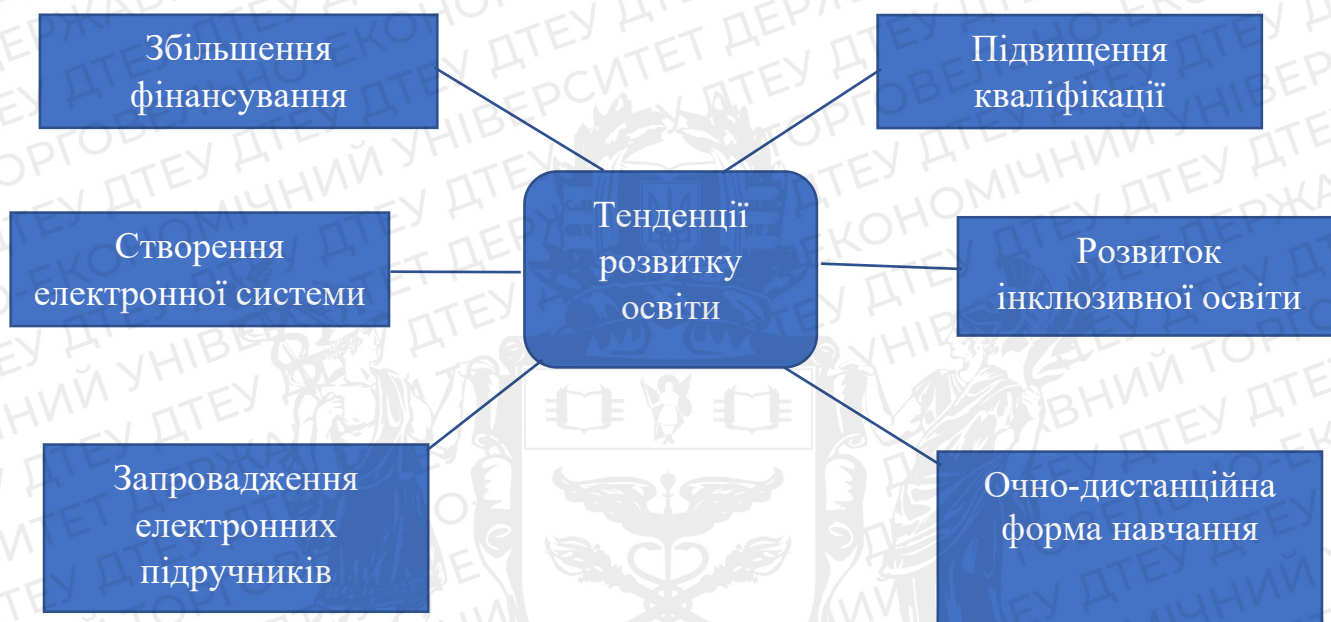 Збільшення
фінансування
Підвищення
кваліфікації
Тенденції
розвитку
освіти
Створення
електронної системи
Розвиток
інклюзивної освіти
Запровадження
електронних
підручників
Очно-дистанційна
форма навчання